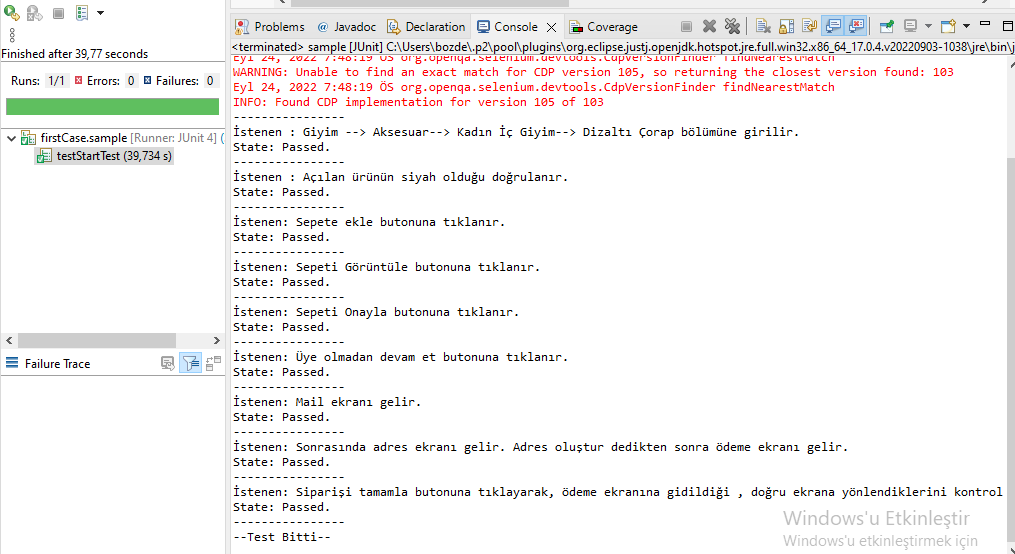 Finished after 39,77 seconds
Runs: 1/1 Errors: 0 Failures: 0
firstCase.sample [Runner: JUnit 4] (
testStartTest (39,734 s)
Failure Trace
Problems @ Javadoc Declaration Console Coverage
<terminated> sample [JUnit] C:\Users\bozde\.p2\pool\plugins\org.eclipse.justj.openjdk.hotspot.jre.full.win32.x86_64_17.0.4.v20220903-1038\jre\bin\j
Eyl 24, 2022 7:48:19 ÖS org.openqa.selenium.devtools.CdpVersionFinder findNearestMatch
WARNING: Unable to find an exact match for CDP version 105, so returning the closest version found: 103
Eyl 24, 2022 7:48:19 ÖS org.openqa.selenium.devtools.CdpVersionFinder findNearestMatch
INFO: Found CDP implementation for version 105 of 103
----------------
İstenen : Giyim --> Aksesuar--> Kadın İç Giyim--> Dizaltı Çorap bölümüne girilir.
State: Passed.
----------------
İstenen : Açılan ürünün siyah olduğu doğrulanır.
State: Passed.
----------------
İstenen: Sepete ekle butonuna tıklanır.
State: Passed.
----------------
İstenen: Sepeti Görüntüle butonuna tıklanır.
State: Passed.
----------------
İstenen: Sepeti Onayla butonuna tıklanır.
State: Passed.
----------------
İstenen: Üye olmadan devam et butonuna tıklanır.
State: Passed.
----------------
İstenen: Mail ekranı gelir.
State: Passed.
----------------
İstenen: Sonrasında adres ekranı gelir. Adres oluştur dedikten sonra ödeme ekranı gelir.
State: Passed.
----------------
İstenen: Siparişi tamamla butonuna tıklayarak, ödeme ekranına gidildiği , doğru ekrana yönlendiklerini kontrol
State: Passed.
----------------
--Test Bitti--
Windows'u Etkinleştir
Windows'u etkinleştirmek için